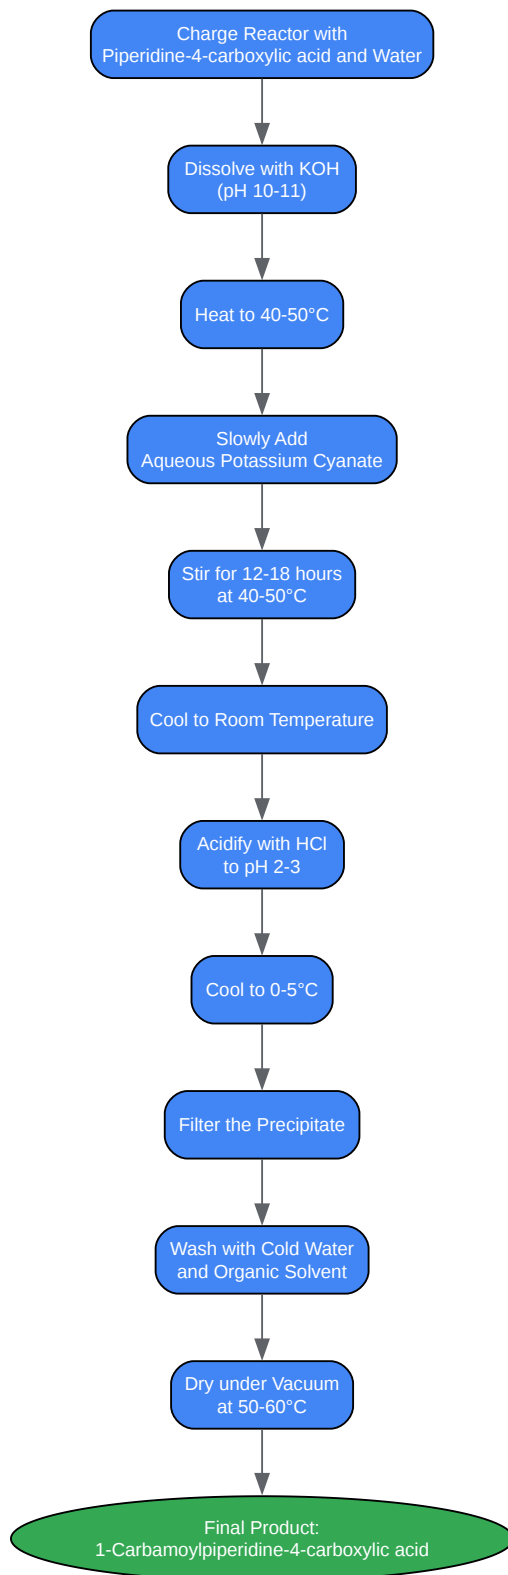 Charge Reactor with
Piperidine-4-carboxylic acid and Water
Dissolve with KOH
(pH 10-11)
Heat to 40-50°C
Slowly Add
Aqueous Potassium Cyanate
Stir for 12-18 hours
at 40-50°C
Cool to Room Temperature
Acidify with HCl
to pH 2-3
Cool to 0-5°C
Filter the Precipitate
Wash with Cold Water
and Organic Solvent
Dry under Vacuum
at 50-60°C
Final Product:
1-Carbamoylpiperidine-4-carboxylic acid